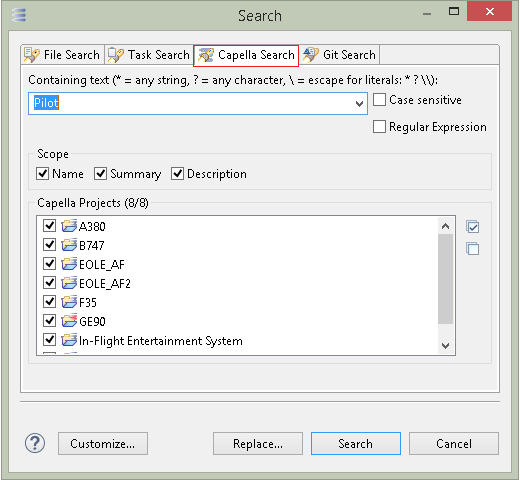 Search
File Search Task Search Capella Search Git Search
Containing text (* = any string, ? = any character, \ = escape for literals: * ? \\):
Pilot
Case sensitive
Regular Expression
Scope
Name Summary Description
Capella Projects (8/8)
A380
B747
EOLE_AF
EOLE_AF2
F35
GE90
In-Flight Entertainment System
Customize... Replace... Search Cancel